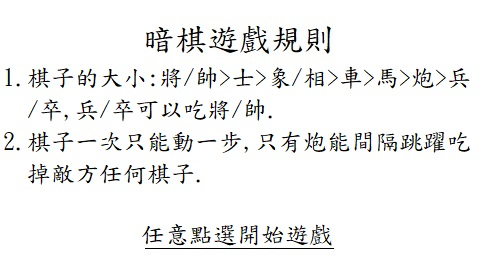 暗棋遊戲規則
1.棋子的大小:將/帥>士>象/相>車>馬>炮>兵
/卒,兵/卒可以吃將/帥.
2.棋子一次只能動一步,只有炮能間隔跳躍吃
掉敵方任何棋子.
任意點選開始遊戲